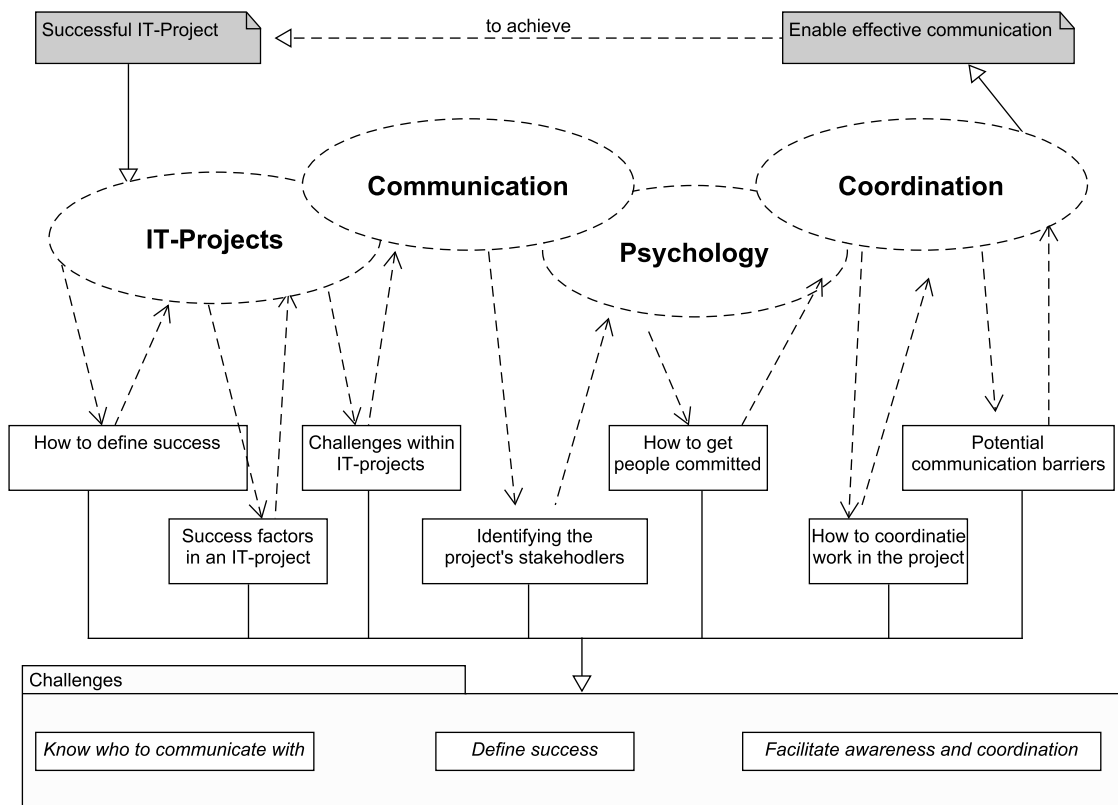 Successful IT-Project
to achieve
Enable effective communication
Communication
Coordination
IT-Projects
Psychology
How to define success
Challenges within
IT-projects
How to get
people committed
Potential
communication barriers
Success factors
in an IT-project
Identifying the
project's stakehodlers
How to coordinatie
work in the project
Challenges
Know who to communicate with
Define success
Facilitate awareness and coordination